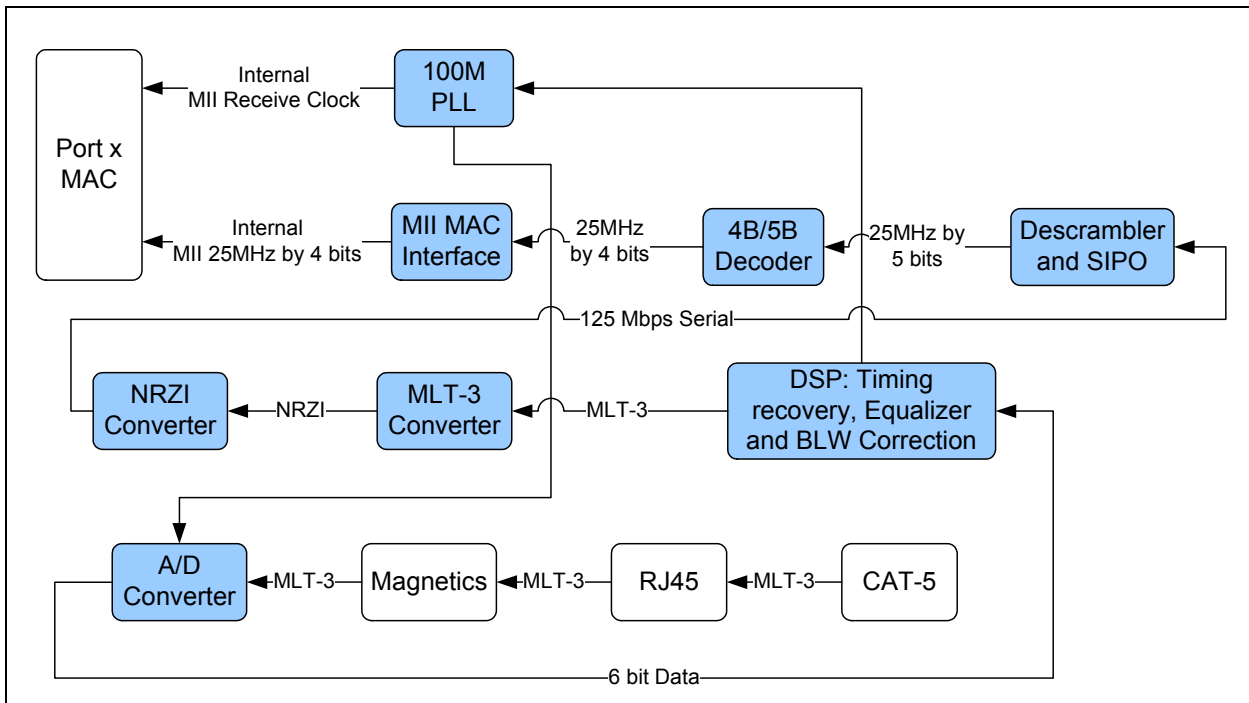 Internal
MII Receive Clock
100M
PLL
Port x
MAC
Internal
MII 25MHz by 4 bits
MII MAC
Interface
25MHz
by 4 bits
4B/5B
Decoder
25MHz by
5 bits
Descrambler
and SIPO
125 Mbps Serial
NRZI
Converter
NRZI
MLT-3
Converter
MLT-3
DSP: Timing
recovery, Equalizer
and BLW Correction
A/D
Converter
MLT-3
Magnetics
MLT-3
RJ45
MLT-3
CAT-5
6 bit Data